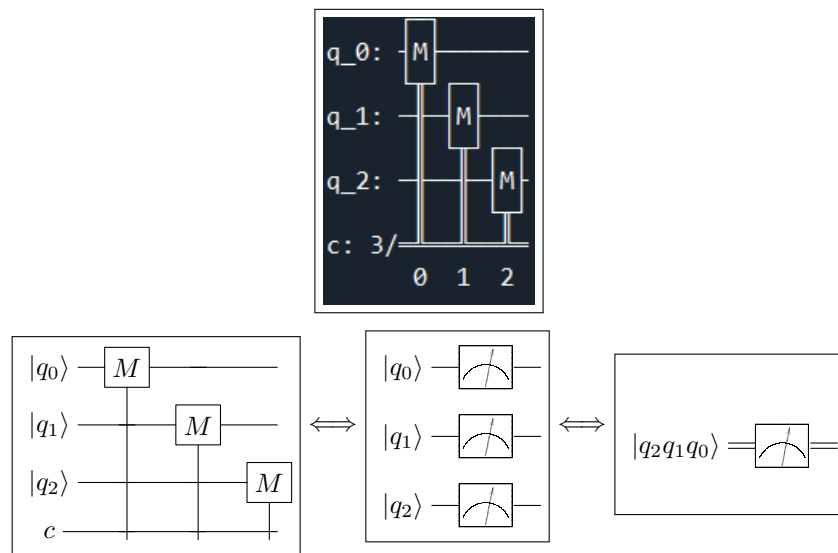 q_0: M
q_1: M
q_2: M
c: 3/
0 1 2
|q₀⟩ M
|q₁⟩ M
|q₂⟩ M
c
⟺
|q₀⟩
|q₁⟩
|q₂⟩
⟺
|q₂q₁q₀⟩